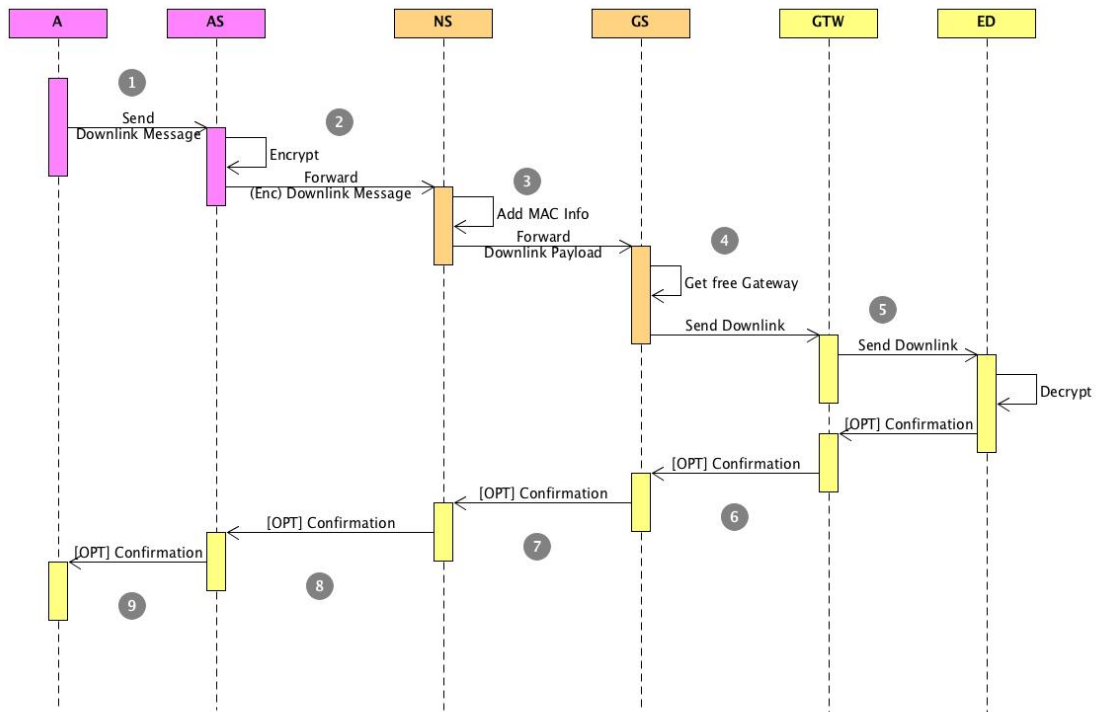 A
AS
NS
GS
GTW
ED
1
Send
Downlink Message
2
Encrypt
Forward
(Enc) Downlink Message
3
Add MAC Info
Forward
Downlink Payload
4
Get free Gateway
Send Downlink
5
Send Downlink
Decrypt
[OPT] Confirmation
[OPT] Confirmation
6
[OPT] Confirmation
7
[OPT] Confirmation
8
[OPT] Confirmation
9